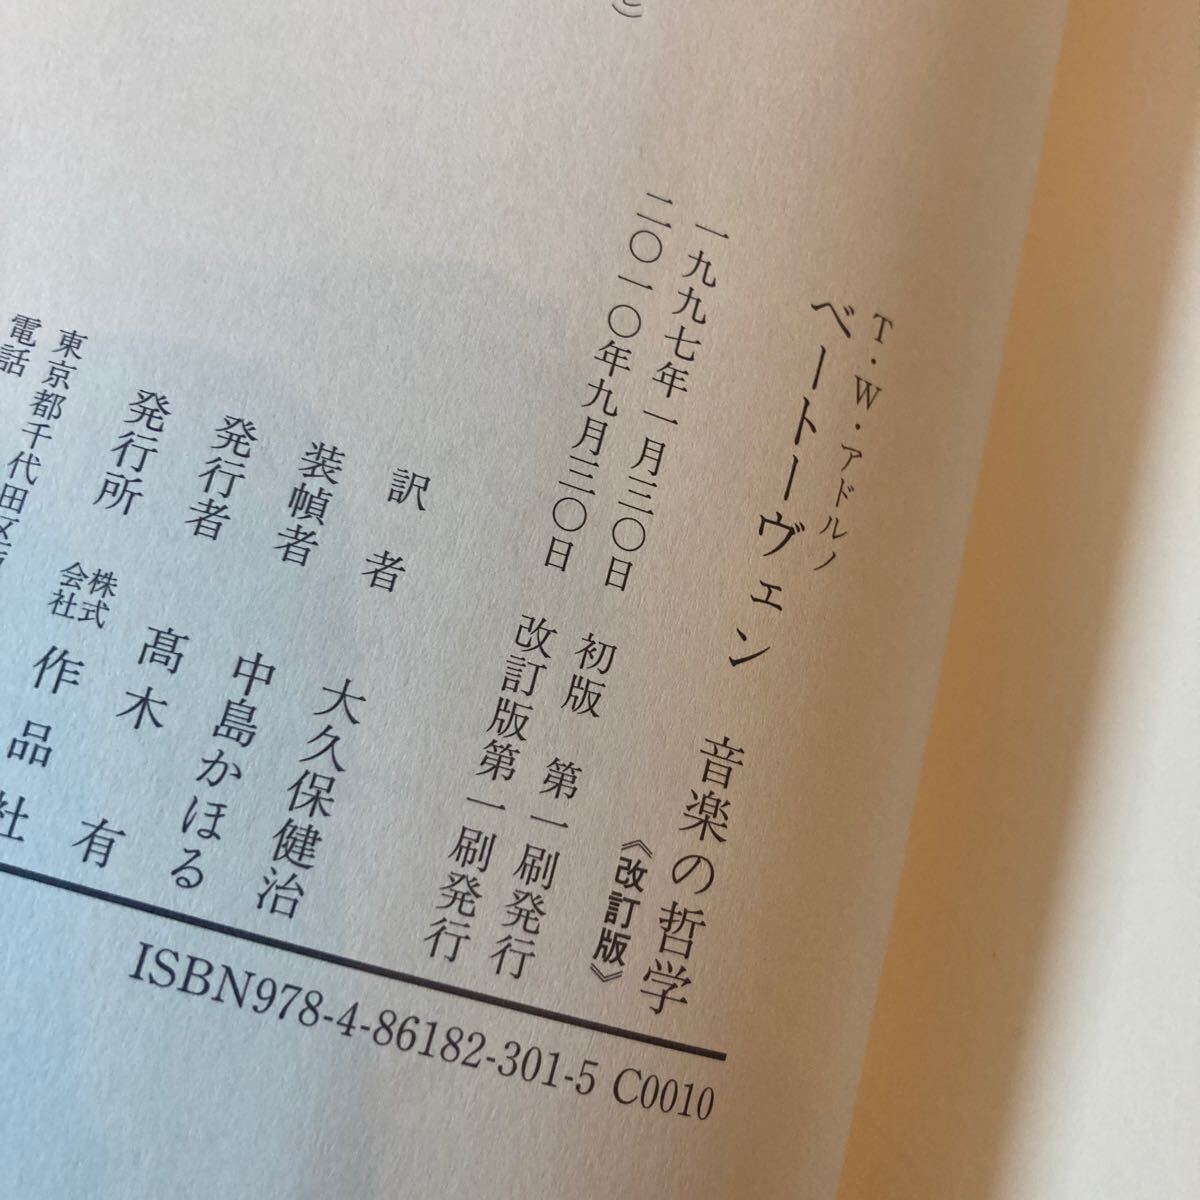 T・W・アドルノ
ベートーヴェン 音楽の哲学
《改訂版》
一九九七年一月三〇日 初版 第一刷発行
二〇一〇年九月三〇日 改訂版第一刷発行
訳者 大久保健治
装幀者 中島かほる
発行者 髙木有
発行所 株式会社 作品社
東京都千代田区
電話
ISBN978-4-86182-301-5 C0010